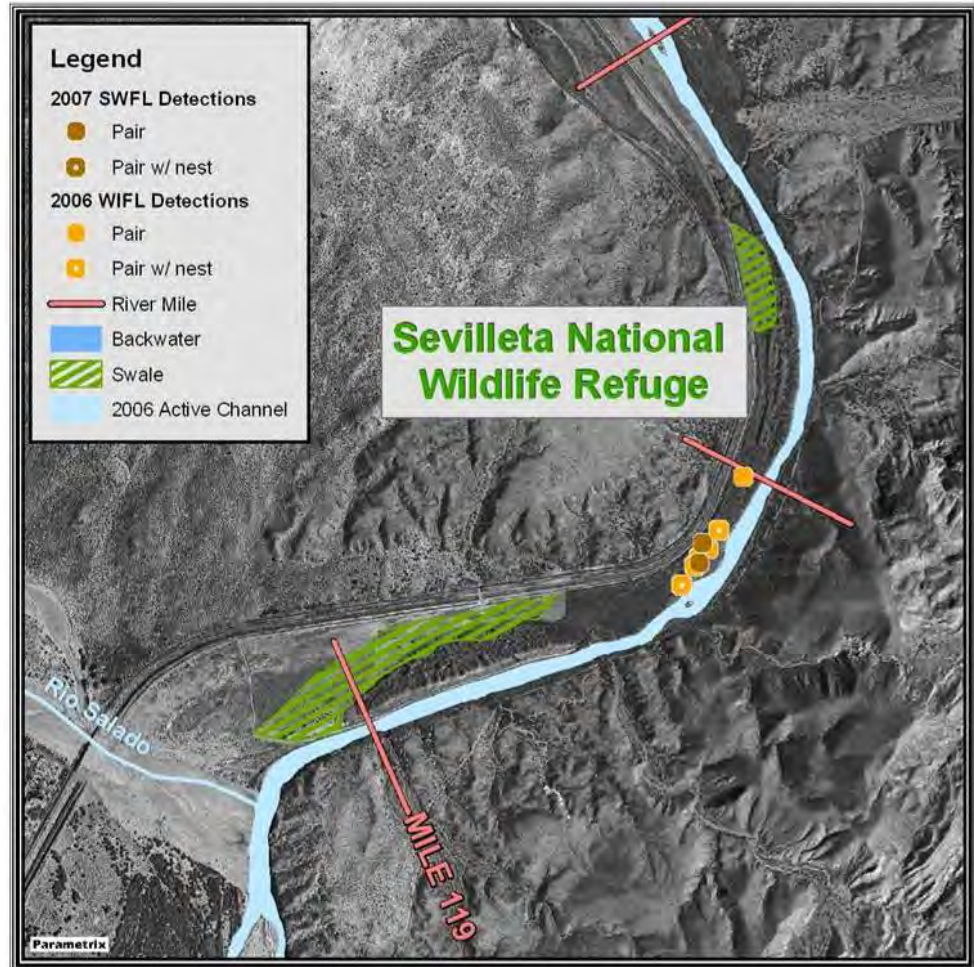 Legend
2007 SWFL Detections
Pair
Pair w/ nest
2006 WIFL Detections
Pair
Pair w/ nest
River Mile
Backwater
Swale
2006 Active Channel
Sevilleta National
Wildlife Refuge
Rio Salado
MILE 119
Parametrix